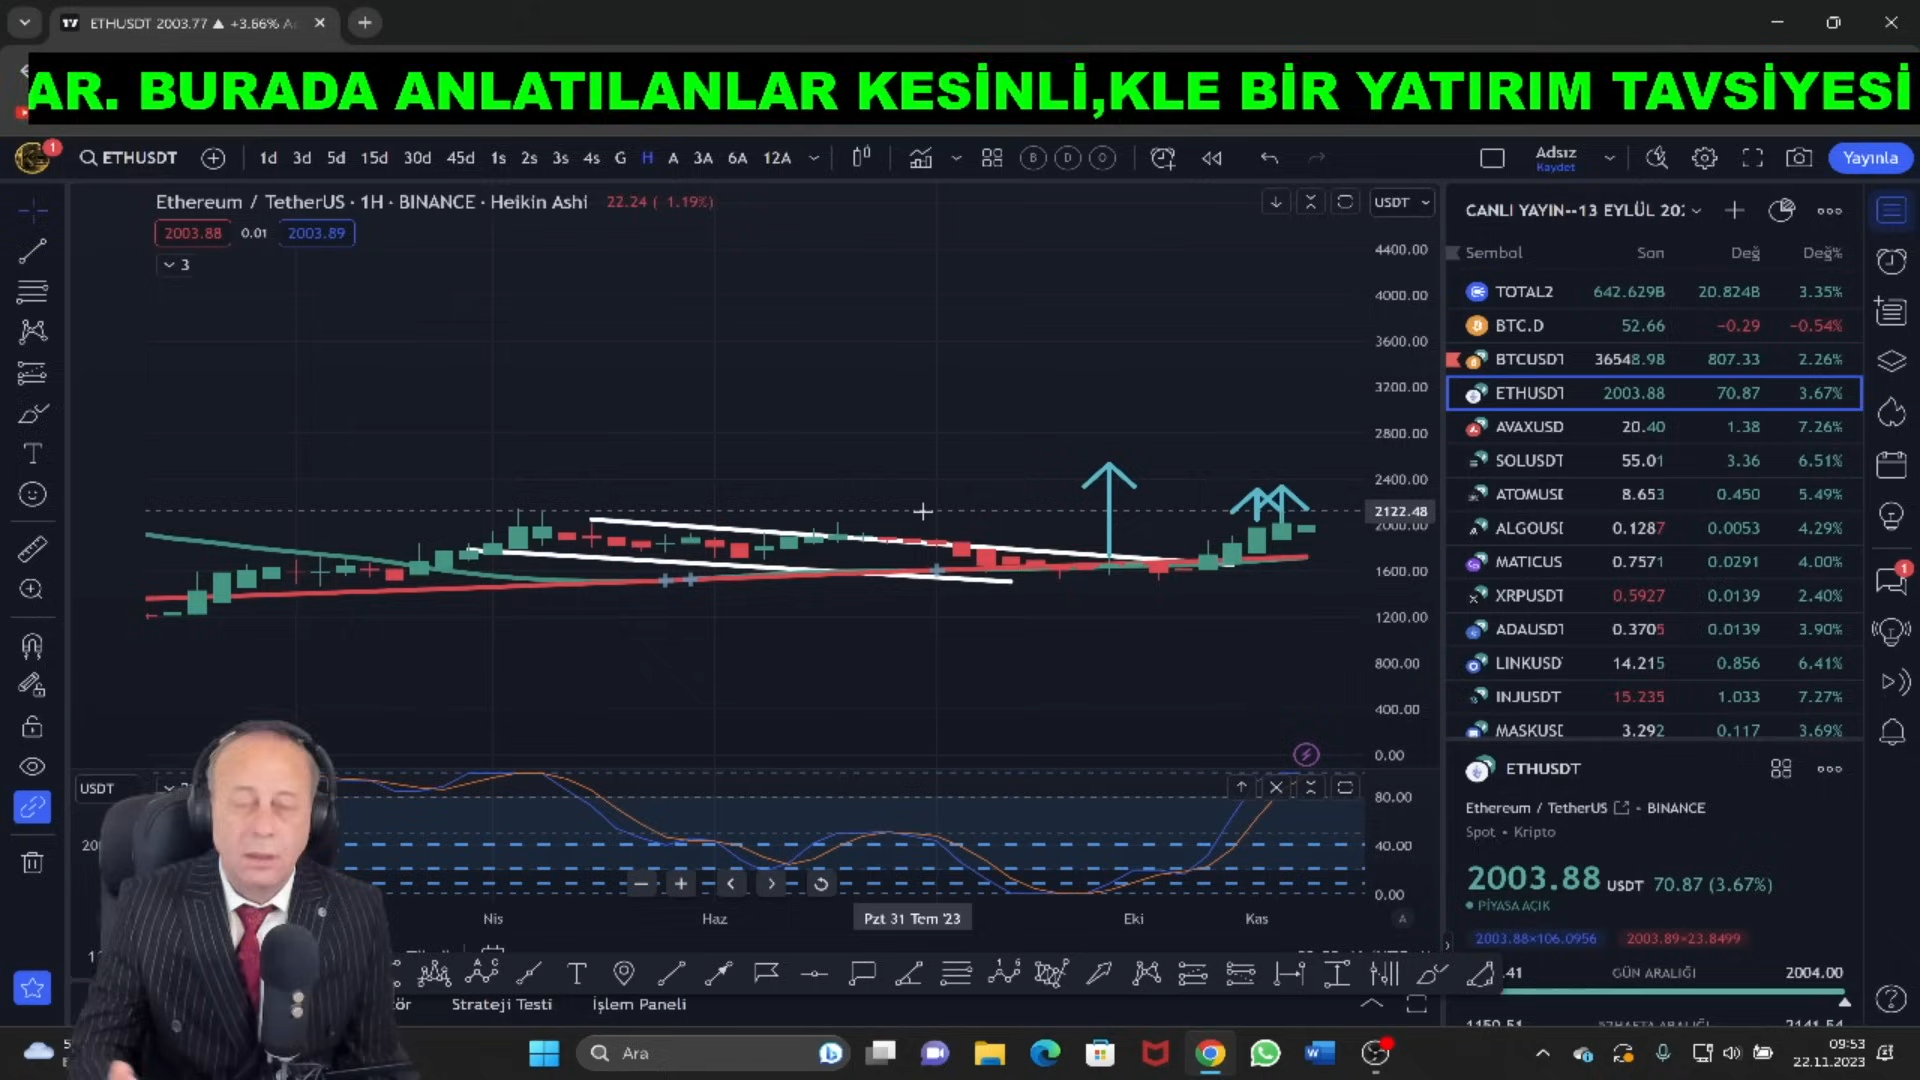 ETHUSDT 2003.77 ▲ +3.66%
AR. BURADA ANLATILANLAR KESİNLİ,KLE BİR YATIRIM TAVSİYESİ
ETHUSDT 1d 3d 5d 15d 30d 45d 1s 2s 3s 4s G H A 3A 6A 12A B D O Adsız Kaydet Yayınla
Ethereum / TetherUS · 1H · BINANCE · Heikin Ashi 22.24 ( 1.19%)
2003.88 0.01 2003.89
3
USDT
4400.00
4000.00
3600.00
3200.00
2800.00
2400.00
2122.48
2000.00
1600.00
1200.00
800.00
400.00
0.00
USDT
80.00
40.00
0.00
Nis Haz Pzt 31 Tem '23 Eki Kas A
Strateji Testi İşlem Paneli
CANLI YAYIN--13 EYLÜL 202
Sembol Son Değ Değ%
TOTAL2 642.629B 20.824B 3.35%
BTC.D 52.66 −0.29 −0.54%
BTCUSDT 36548.98 807.33 2.26%
ETHUSDT 2003.88 70.87 3.67%
AVAXUSD 20.40 1.38 7.26%
SOLUSDT 55.01 3.36 6.51%
ATOMUSD 8.653 0.450 5.49%
ALGOUSD 0.1287 0.0053 4.29%
MATICUS 0.7571 0.0291 4.00%
XRPUSDT 0.5927 0.0139 2.40%
ADAUSDT 0.3705 0.0139 3.90%
LINKUSD 14.215 0.856 6.41%
INJUSDT 15.235 1.033 7.27%
MASKUSD 3.292 0.117 3.69%
ETHUSDT
Ethereum / TetherUS · BINANCE
Spot • Kripto
2003.88 USDT 70.87 (3.67%)
PİYASA AÇIK
2003.88×106.0956 2003.89×23.8499
.41 GÜN ARALIĞI 2004.00
1
1
Ara
09:53
22.11.2023